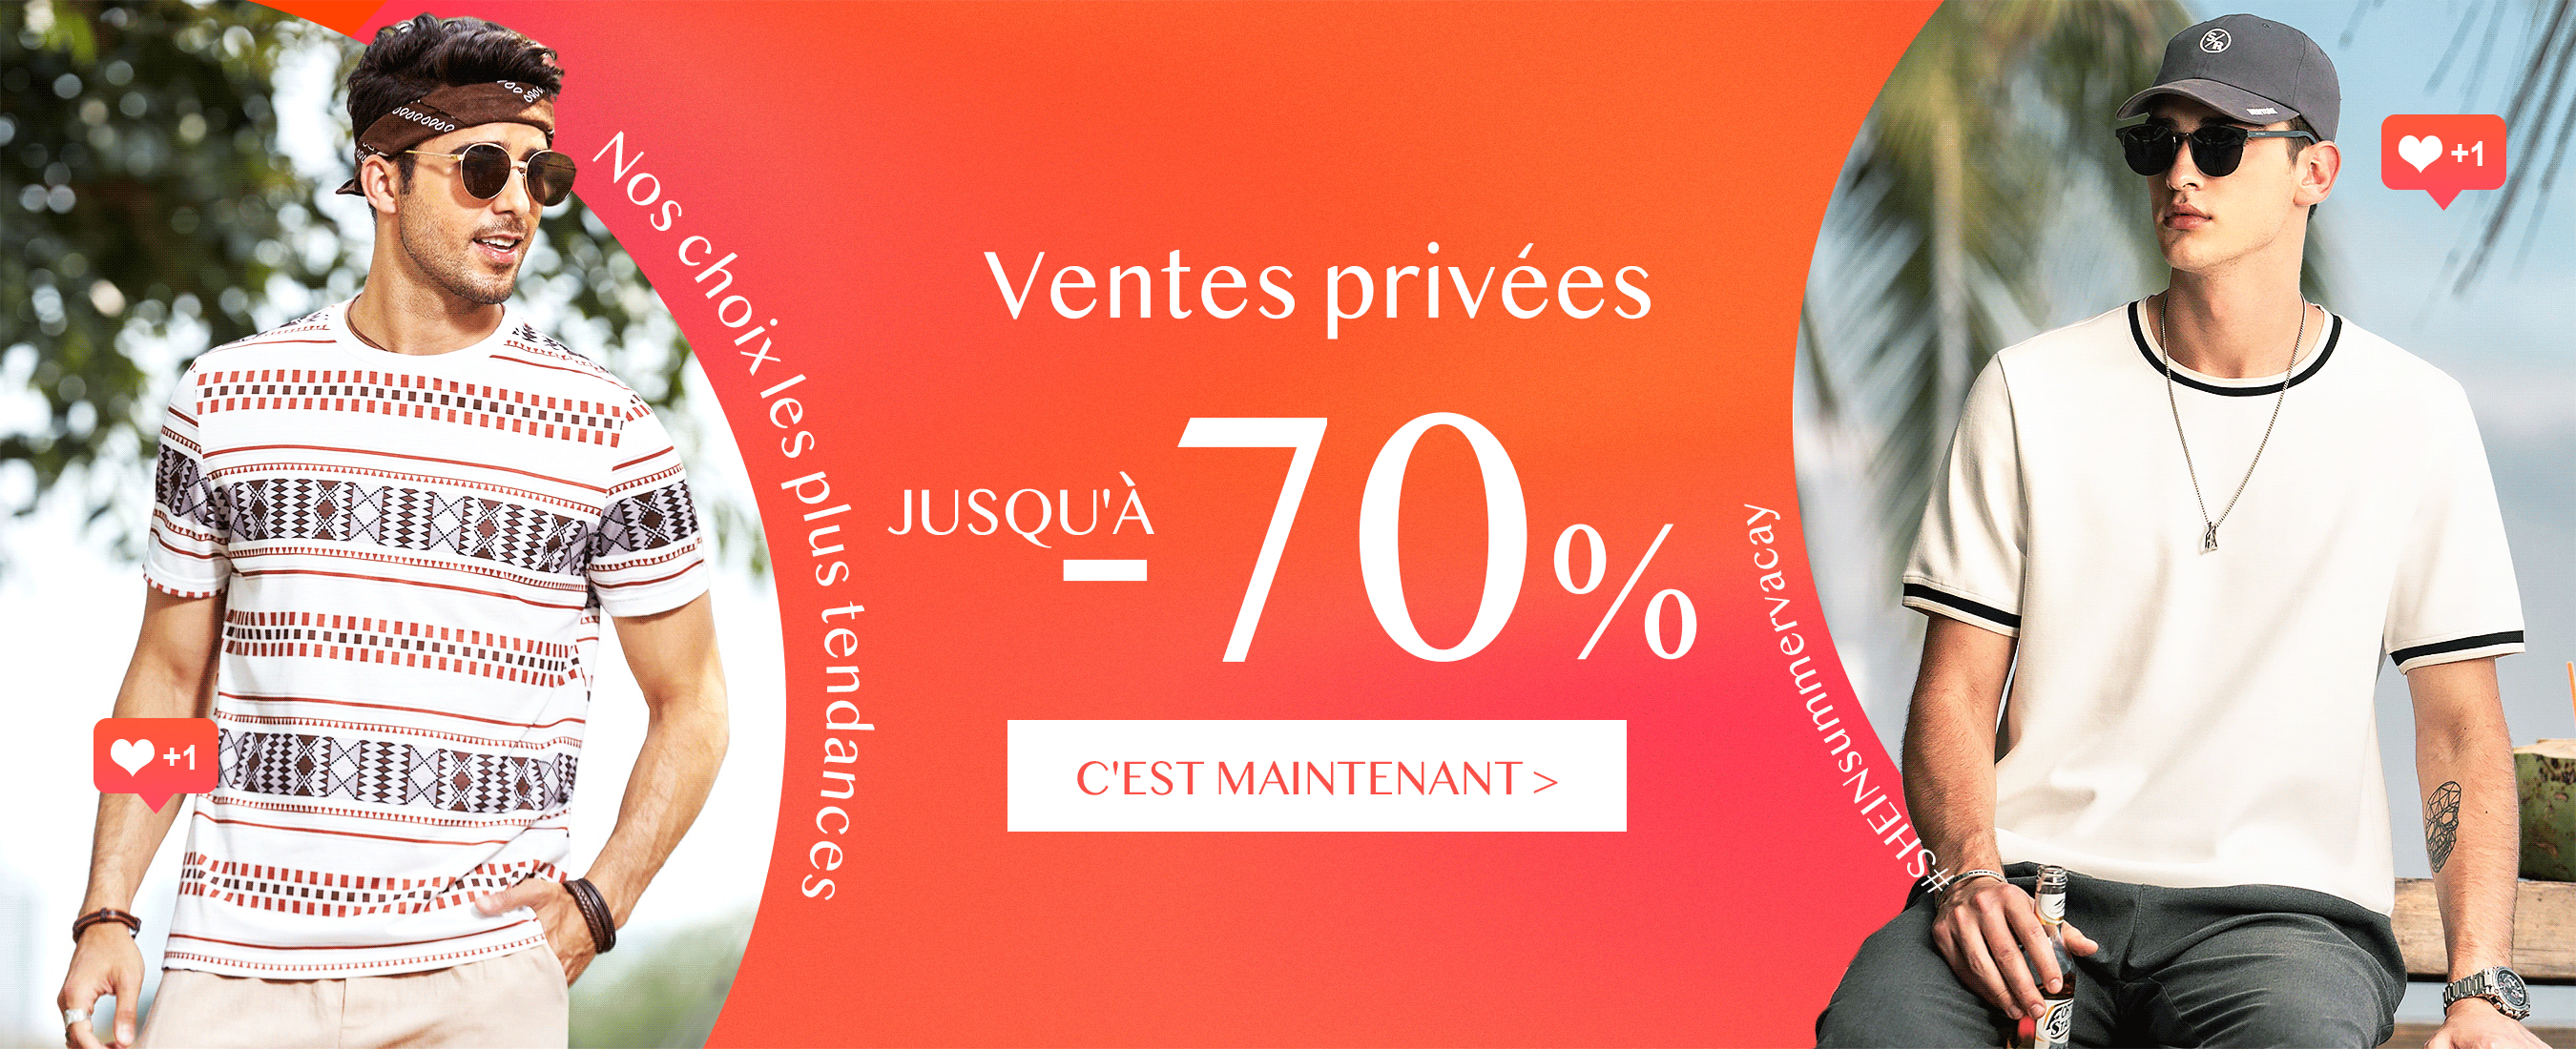 Nos choix les plus tendances
Ventes privées
JUSQU'À
-70%
C'EST MAINTENANT >
#SHEINsummervacay
+1
+1
S/R